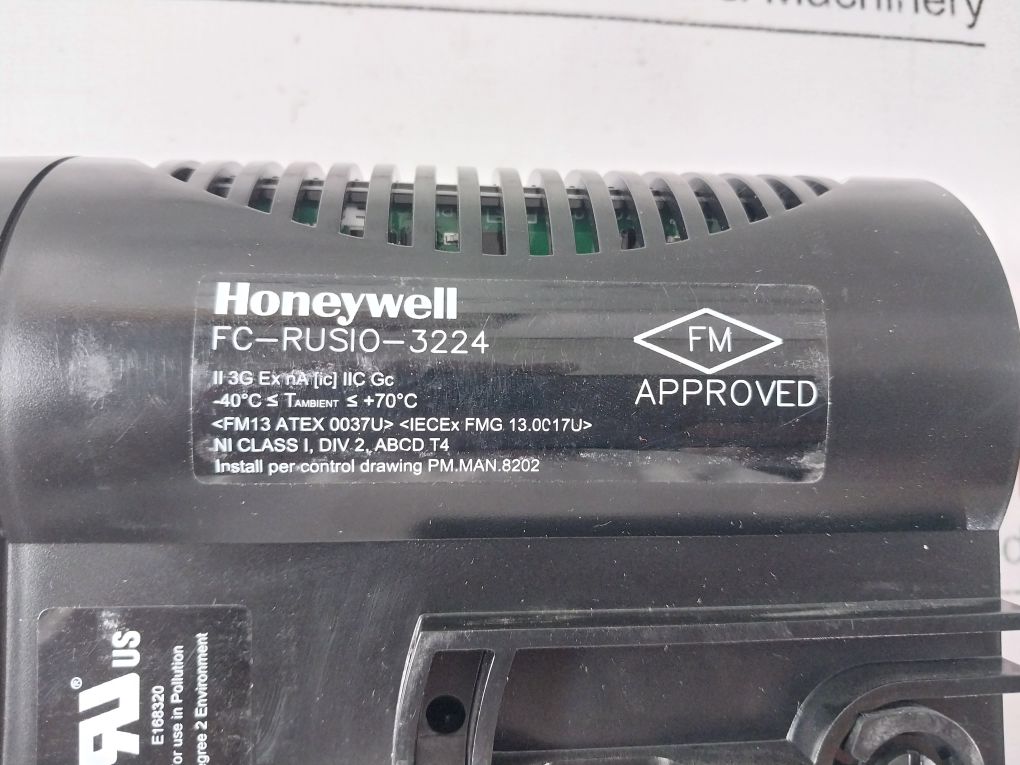 Machinery
Honeywell
FC-RUSIO-3224
FM
APPROVED
II 3G Ex nA [ic] IIC Gc
-40°C ≤ TAMBIENT ≤ +70°C
<FM13 ATEX 0037U> <IECEx FMG 13.0017U>
NI CLASS I, DIV 2, ABCD T4
Install per control drawing PM.MAN.8202
US
®
E168320
or use in Pollution
egree 2 Environment